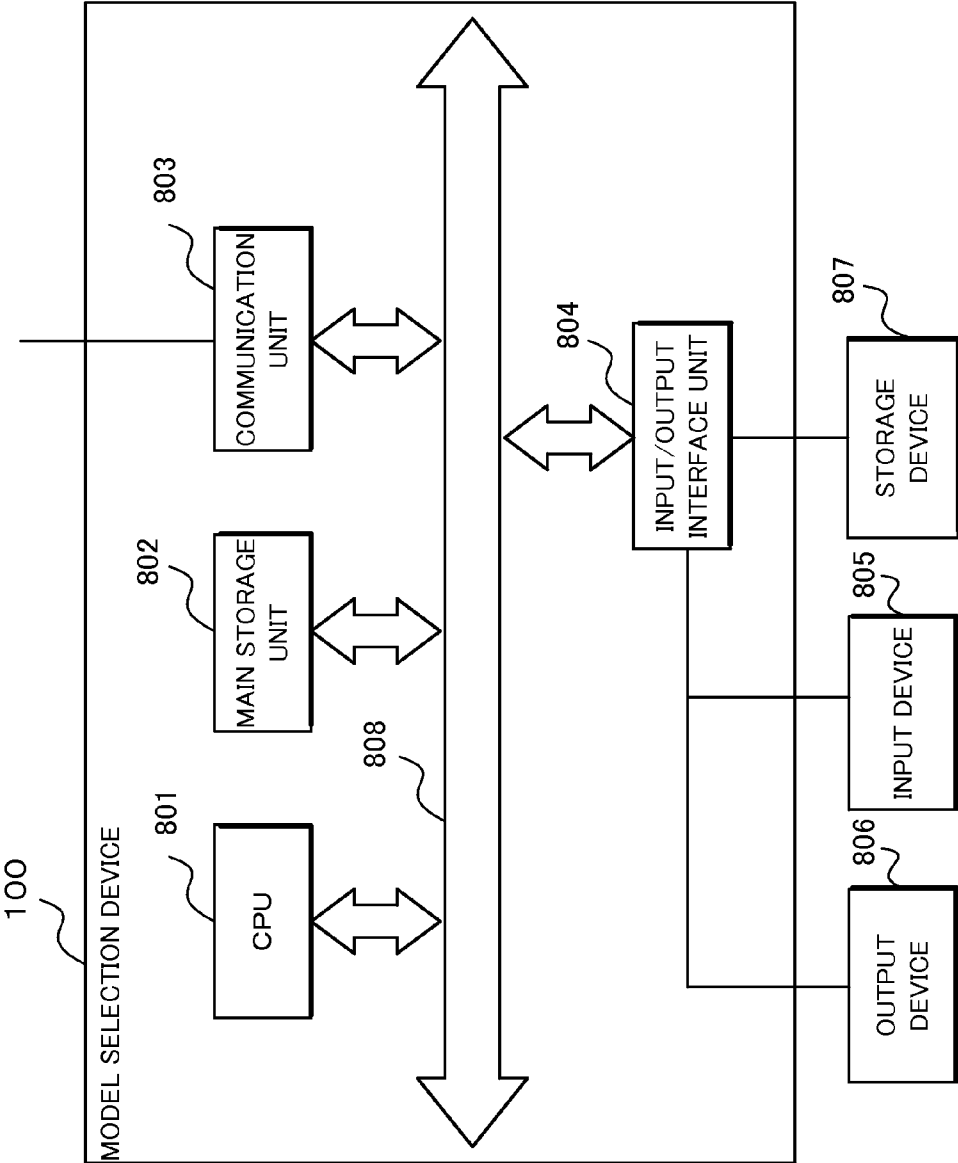 100
MODEL SELECTION DEVICE
801
CPU
802
MAIN STORAGE
UNIT
803
COMMUNICATION
UNIT
808
804
INPUT/OUTPUT
INTERFACE UNIT
806
OUTPUT
DEVICE
805
INPUT DEVICE
807
STORAGE
DEVICE